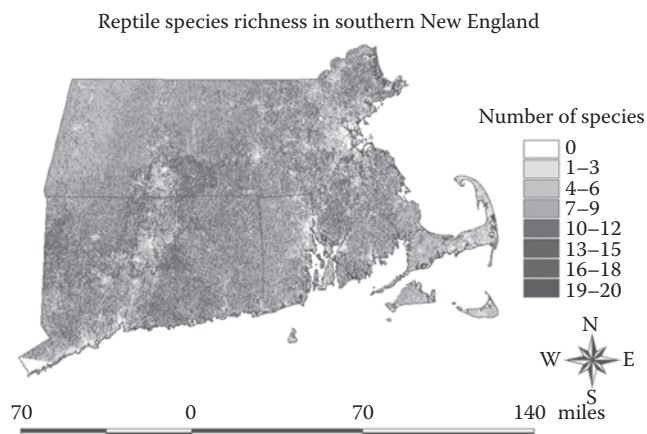 Reptile species richness in southern New England
Number of species
0
1–3
4–6
7–9
10–12
13–15
16–18
19–20
N
W E
S
70 0 70 140 miles